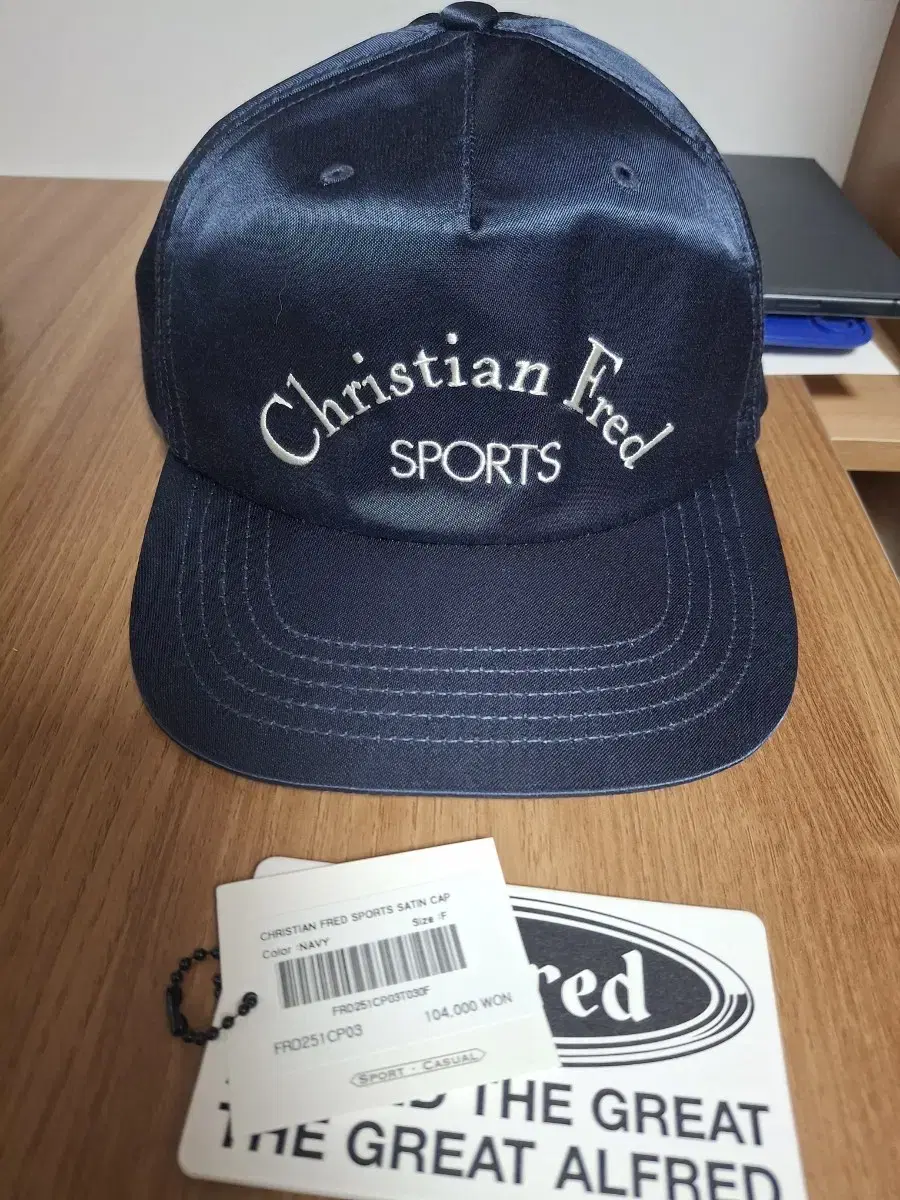 Christian Fred
SPORTS
CHRISTIAN FRED SPORTS SATIN CAP
Color :NAVY
Size :F
FRD251CP03T030F
FRD251CP03
104,000 WON
SPORT · CASUAL
red
THE GREAT
THE GREAT ALFRED